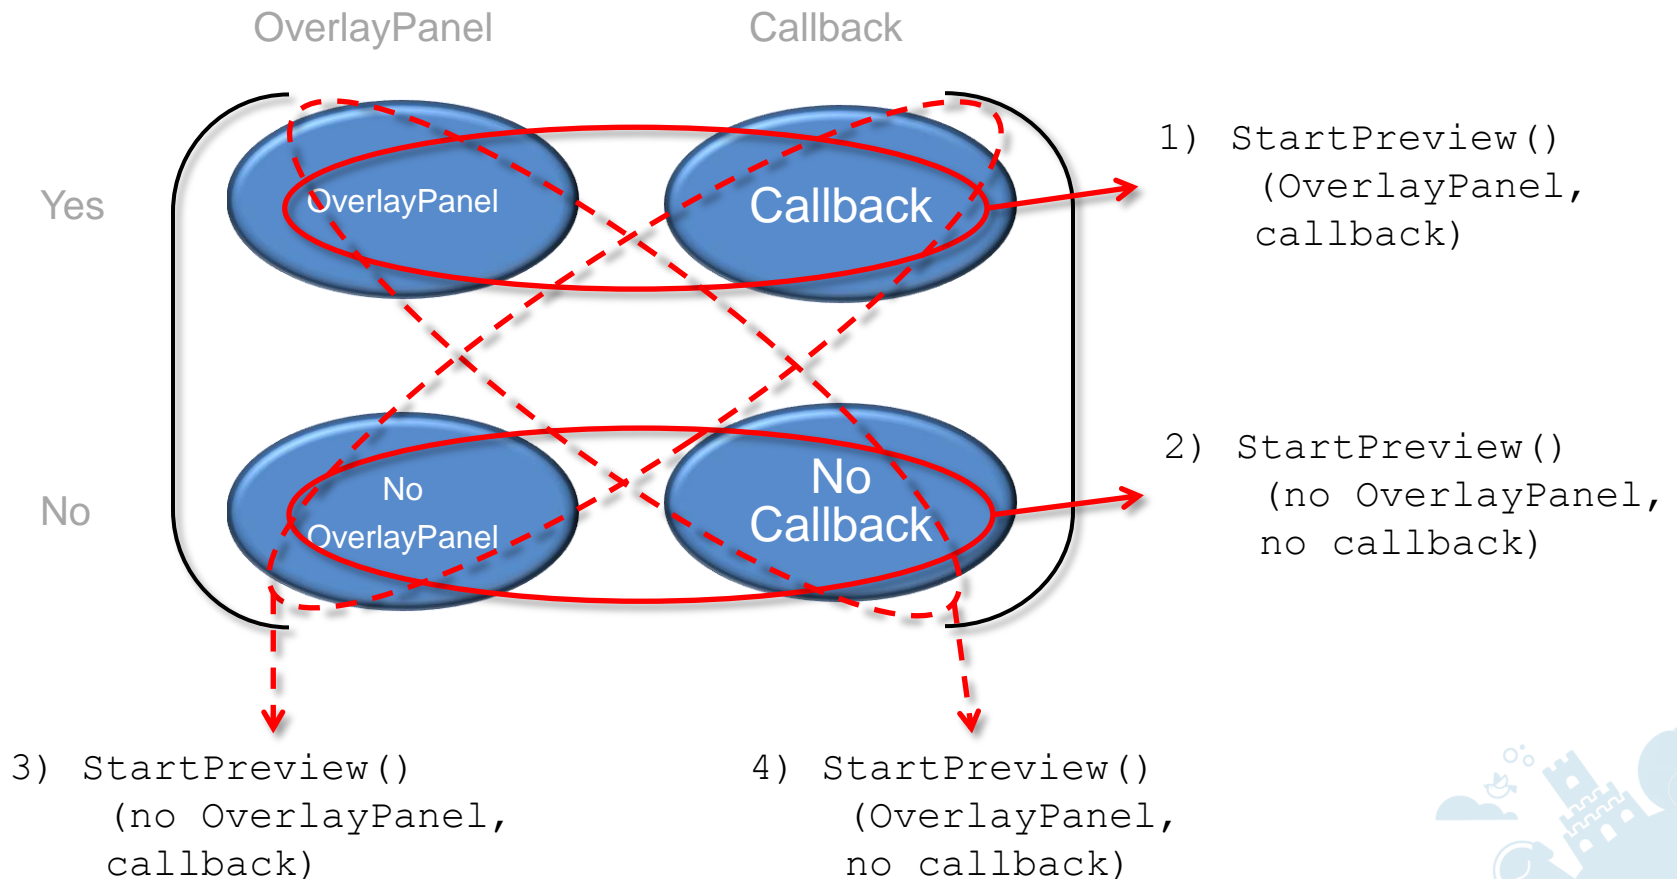 OverlayPanel
Callback
Yes
OverlayPanel
Callback
1) StartPreview()
(OverlayPanel,
callback)
No
No
OverlayPanel
No
Callback
2) StartPreview()
(no OverlayPanel,
no callback)
3) StartPreview()
(no OverlayPanel,
callback)
4) StartPreview()
(OverlayPanel,
no callback)